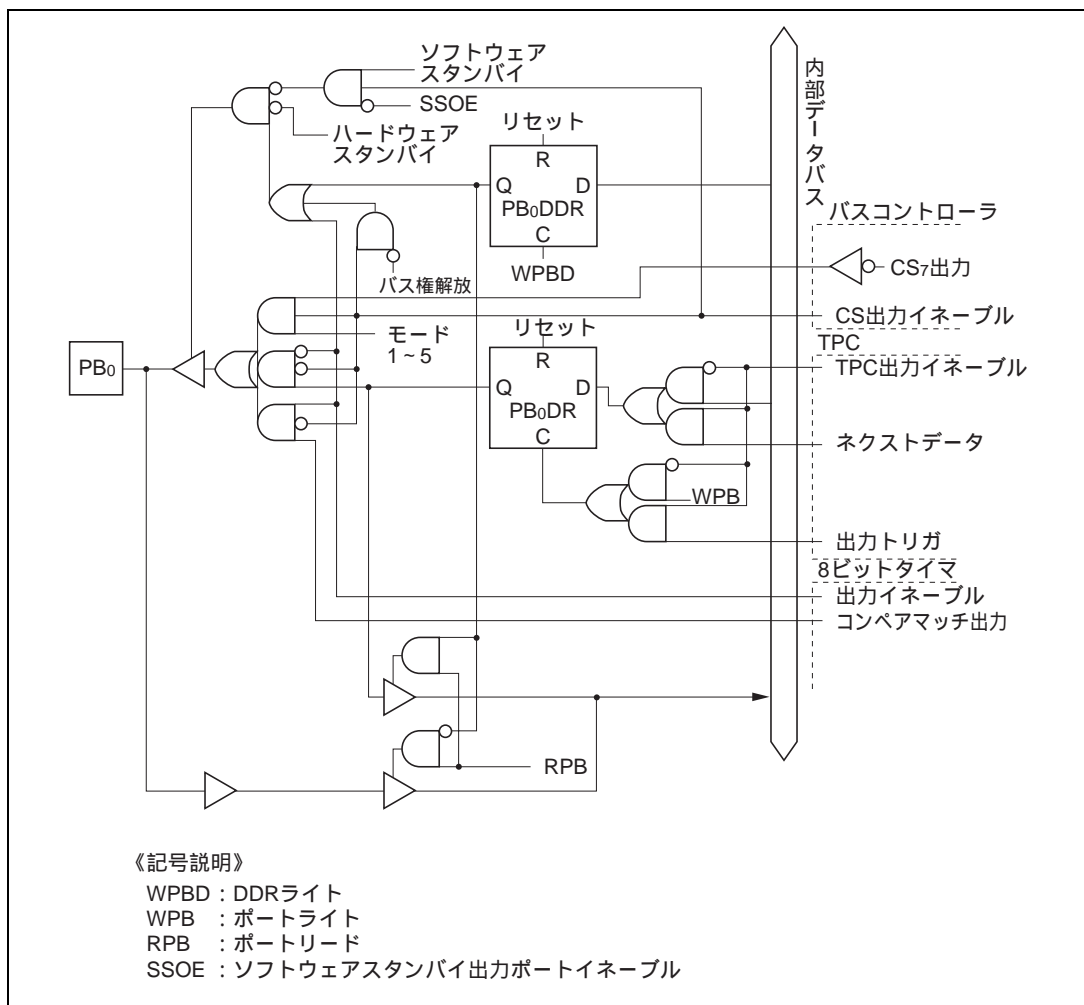 ソフトウェア
スタンバイ
SSOE
ハードウェア
スタンバイ
リセット
R
Q
D
PB0DDR
C
WPBD
内部データバス
バスコントローラ
バス権解放
CS7出力
モード
1~5
CS出力イネーブル
リセット
TPC
TPC出力イネーブル
PB0
R
Q
D
PB0DR
C
ネクストデータ
WPB
出力トリガ
8ビットタイマ
出力イネーブル
コンペアマッチ出力
RPB
《記号説明》
WPBD : DDRライト
WPB : ポートライト
RPB : ポートリード
SSOE : ソフトウェアスタンバイ出力ポートイネーブル